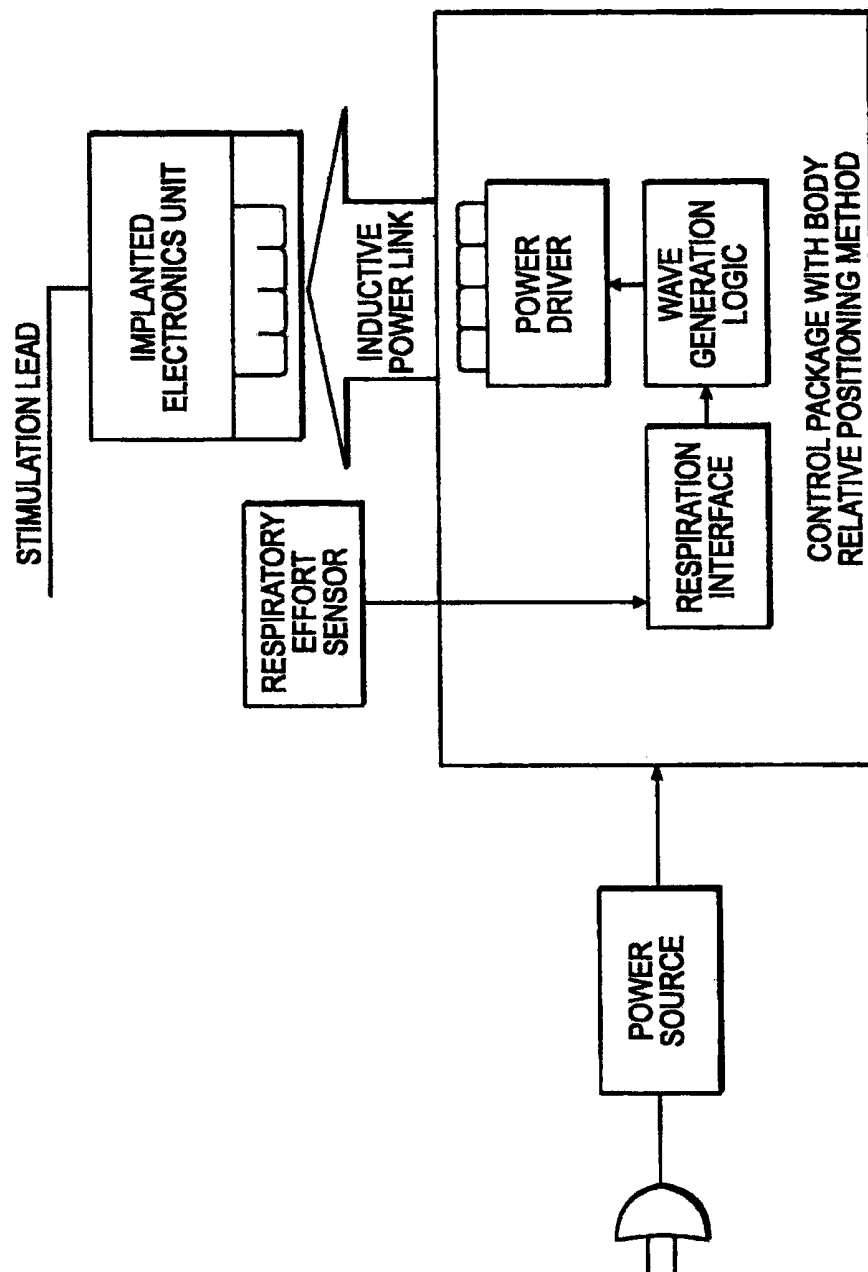 STIMULATION LEAD
IMPLANTED
ELECTRONICS UNIT
INDUCTIVE
POWER LINK
RESPIRATORY
EFFORT
SENSOR
POWER
DRIVER
WAVE
GENERATION
LOGIC
RESPIRATION
INTERFACE
CONTROL PACKAGE WITH BODY
RELATIVE POSITIONING METHOD
POWER
SOURCE